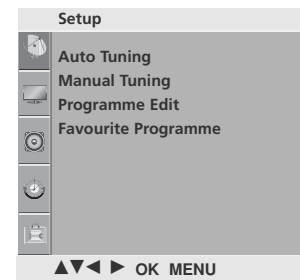 Setup
Auto Tuning
Manual Tuning
Programme Edit
Favourite Programme
▲▼◄ ► OK MENU